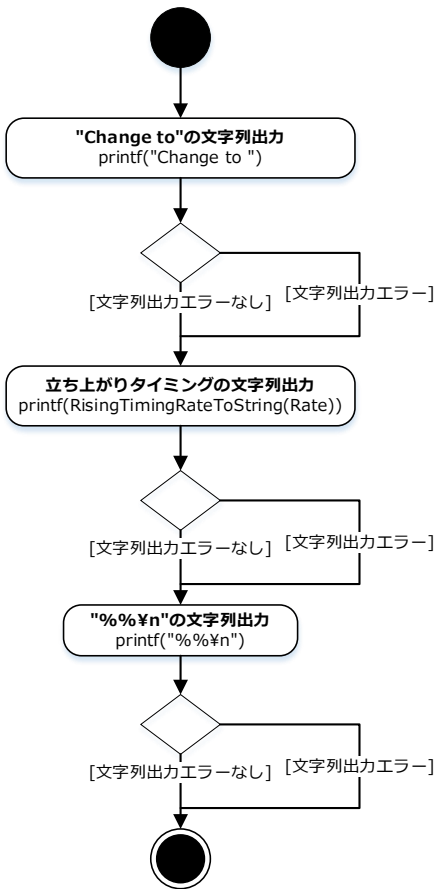 "Change to"の文字列出力
printf("Change to ")
[文字列出力エラーなし]
[文字列出力エラー]
立ち上がりタイミングの文字列出力
printf(RisingTimingRateToString(Rate))
[文字列出力エラーなし]
[文字列出力エラー]
"%%¥n"の文字列出力
printf("%%¥n")
[文字列出力エラーなし]
[文字列出力エラー]